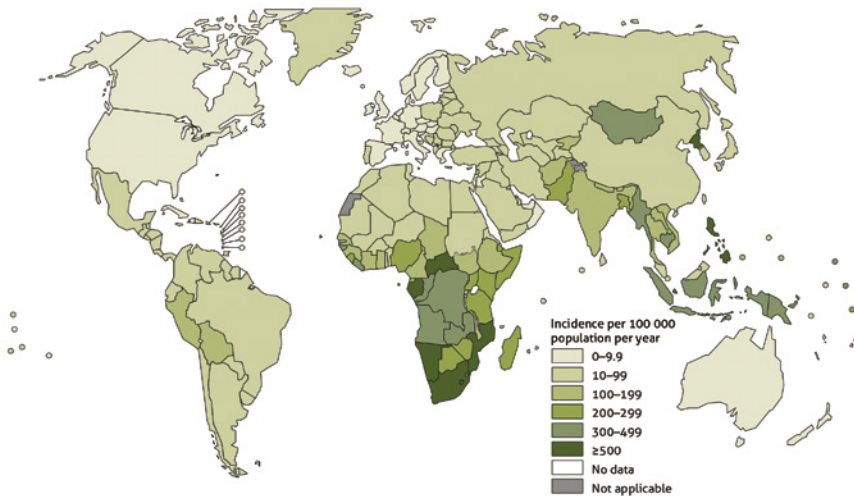 Incidence per 100 000
population per year
0–9.9
10–99
100–199
200–299
300–499
≥500
No data
Not applicable